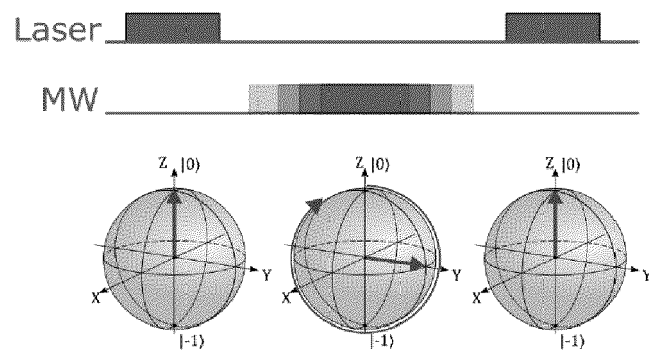 Laser
MW
Z |0⟩ Z |0⟩ Z |0⟩
Y Y Y
X X X
|-1⟩ |-1⟩ |-1⟩